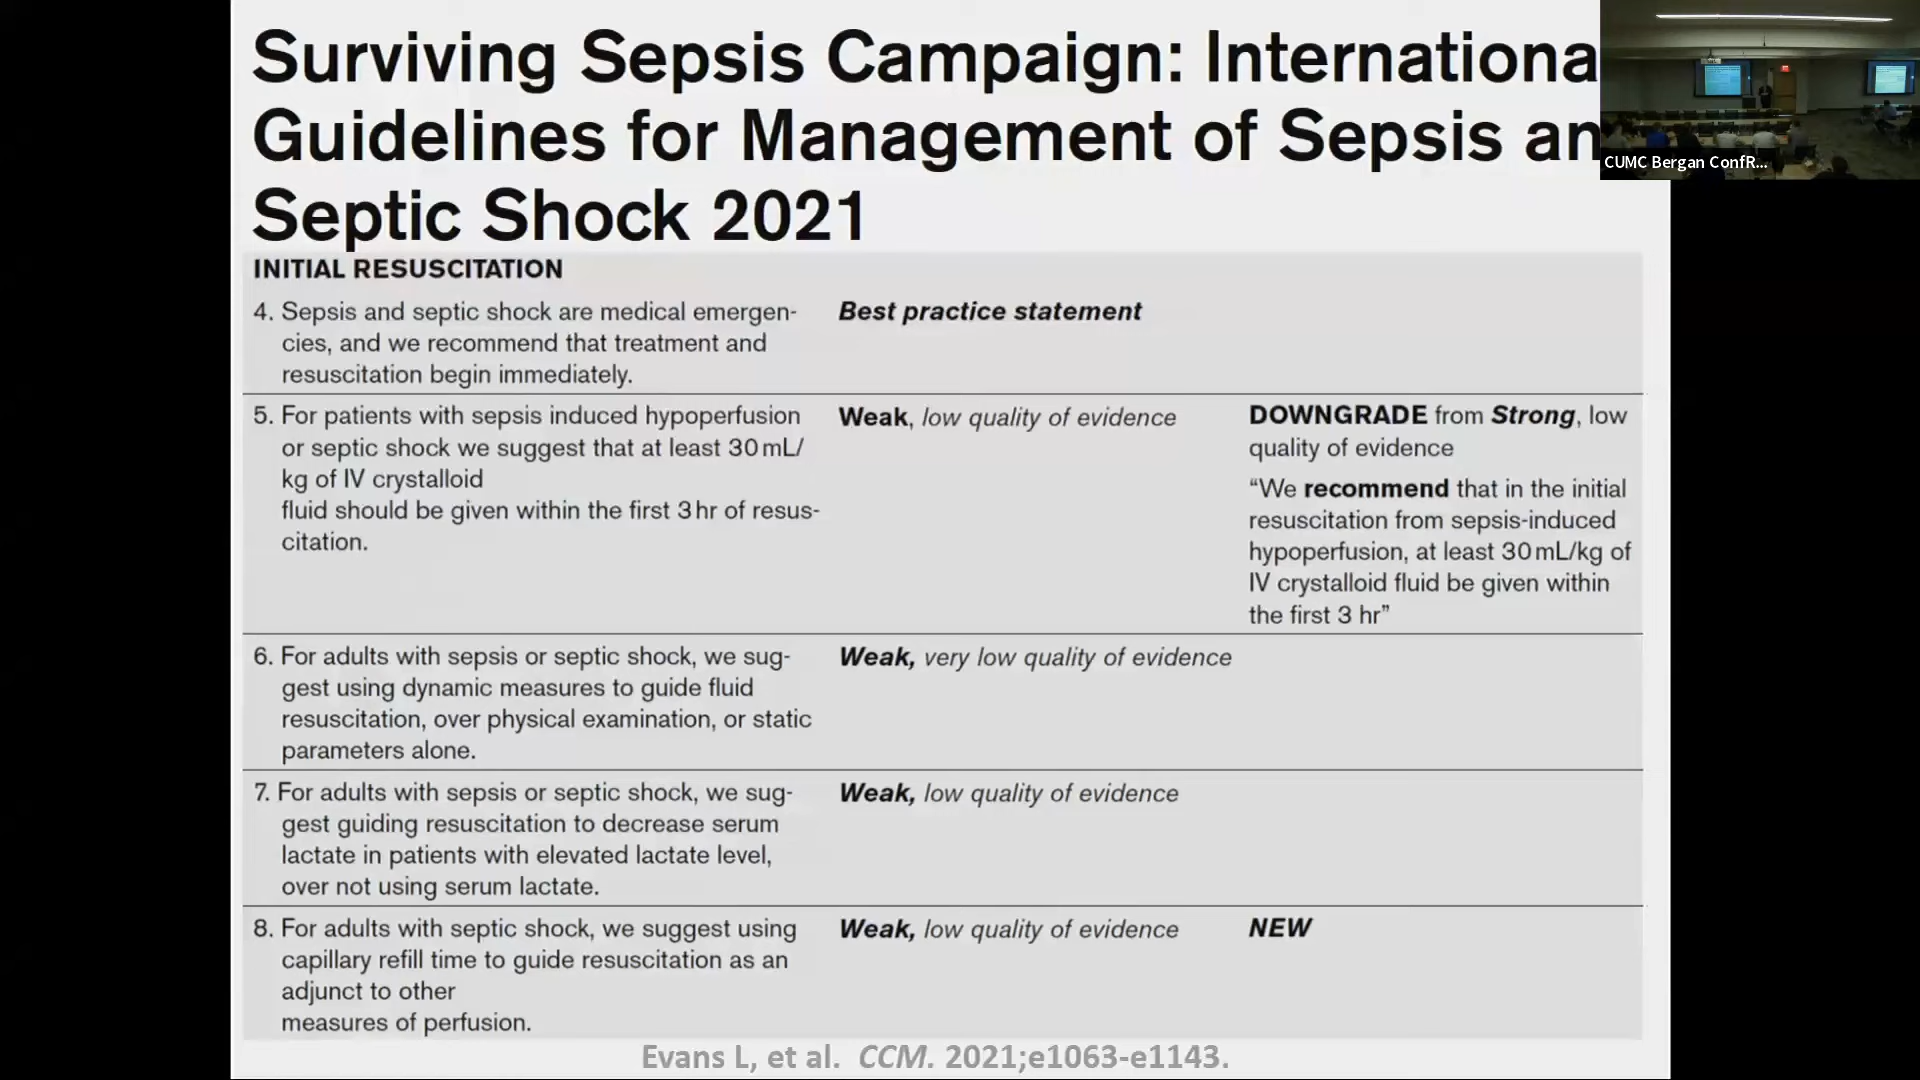 Surviving Sepsis Campaign: Internationa
Guidelines for Management of Sepsis an
Septic Shock 2021
CUMC Bergan ConfR...
INITIAL RESUSCITATION
4. Sepsis and septic shock are medical emergen-
cies, and we recommend that treatment and
resuscitation begin immediately.
Best practice statement
5. For patients with sepsis induced hypoperfusion
or septic shock we suggest that at least 30 mL/
kg of IV crystalloid
fluid should be given within the first 3 hr of resus-
citation.
Weak, low quality of evidence
DOWNGRADE from Strong, low
quality of evidence
“We recommend that in the initial
resuscitation from sepsis-induced
hypoperfusion, at least 30 mL/kg of
IV crystalloid fluid be given within
the first 3 hr”
6. For adults with sepsis or septic shock, we sug-
gest using dynamic measures to guide fluid
resuscitation, over physical examination, or static
parameters alone.
Weak, very low quality of evidence
7. For adults with sepsis or septic shock, we sug-
gest guiding resuscitation to decrease serum
lactate in patients with elevated lactate level,
over not using serum lactate.
Weak, low quality of evidence
8. For adults with septic shock, we suggest using
capillary refill time to guide resuscitation as an
adjunct to other
measures of perfusion.
Weak, low quality of evidence
NEW
Evans L, et al. CCM. 2021;e1063-e1143.